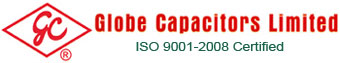 GC
®
Globe Capacitors Limited
ISO 9001-2008 Certified